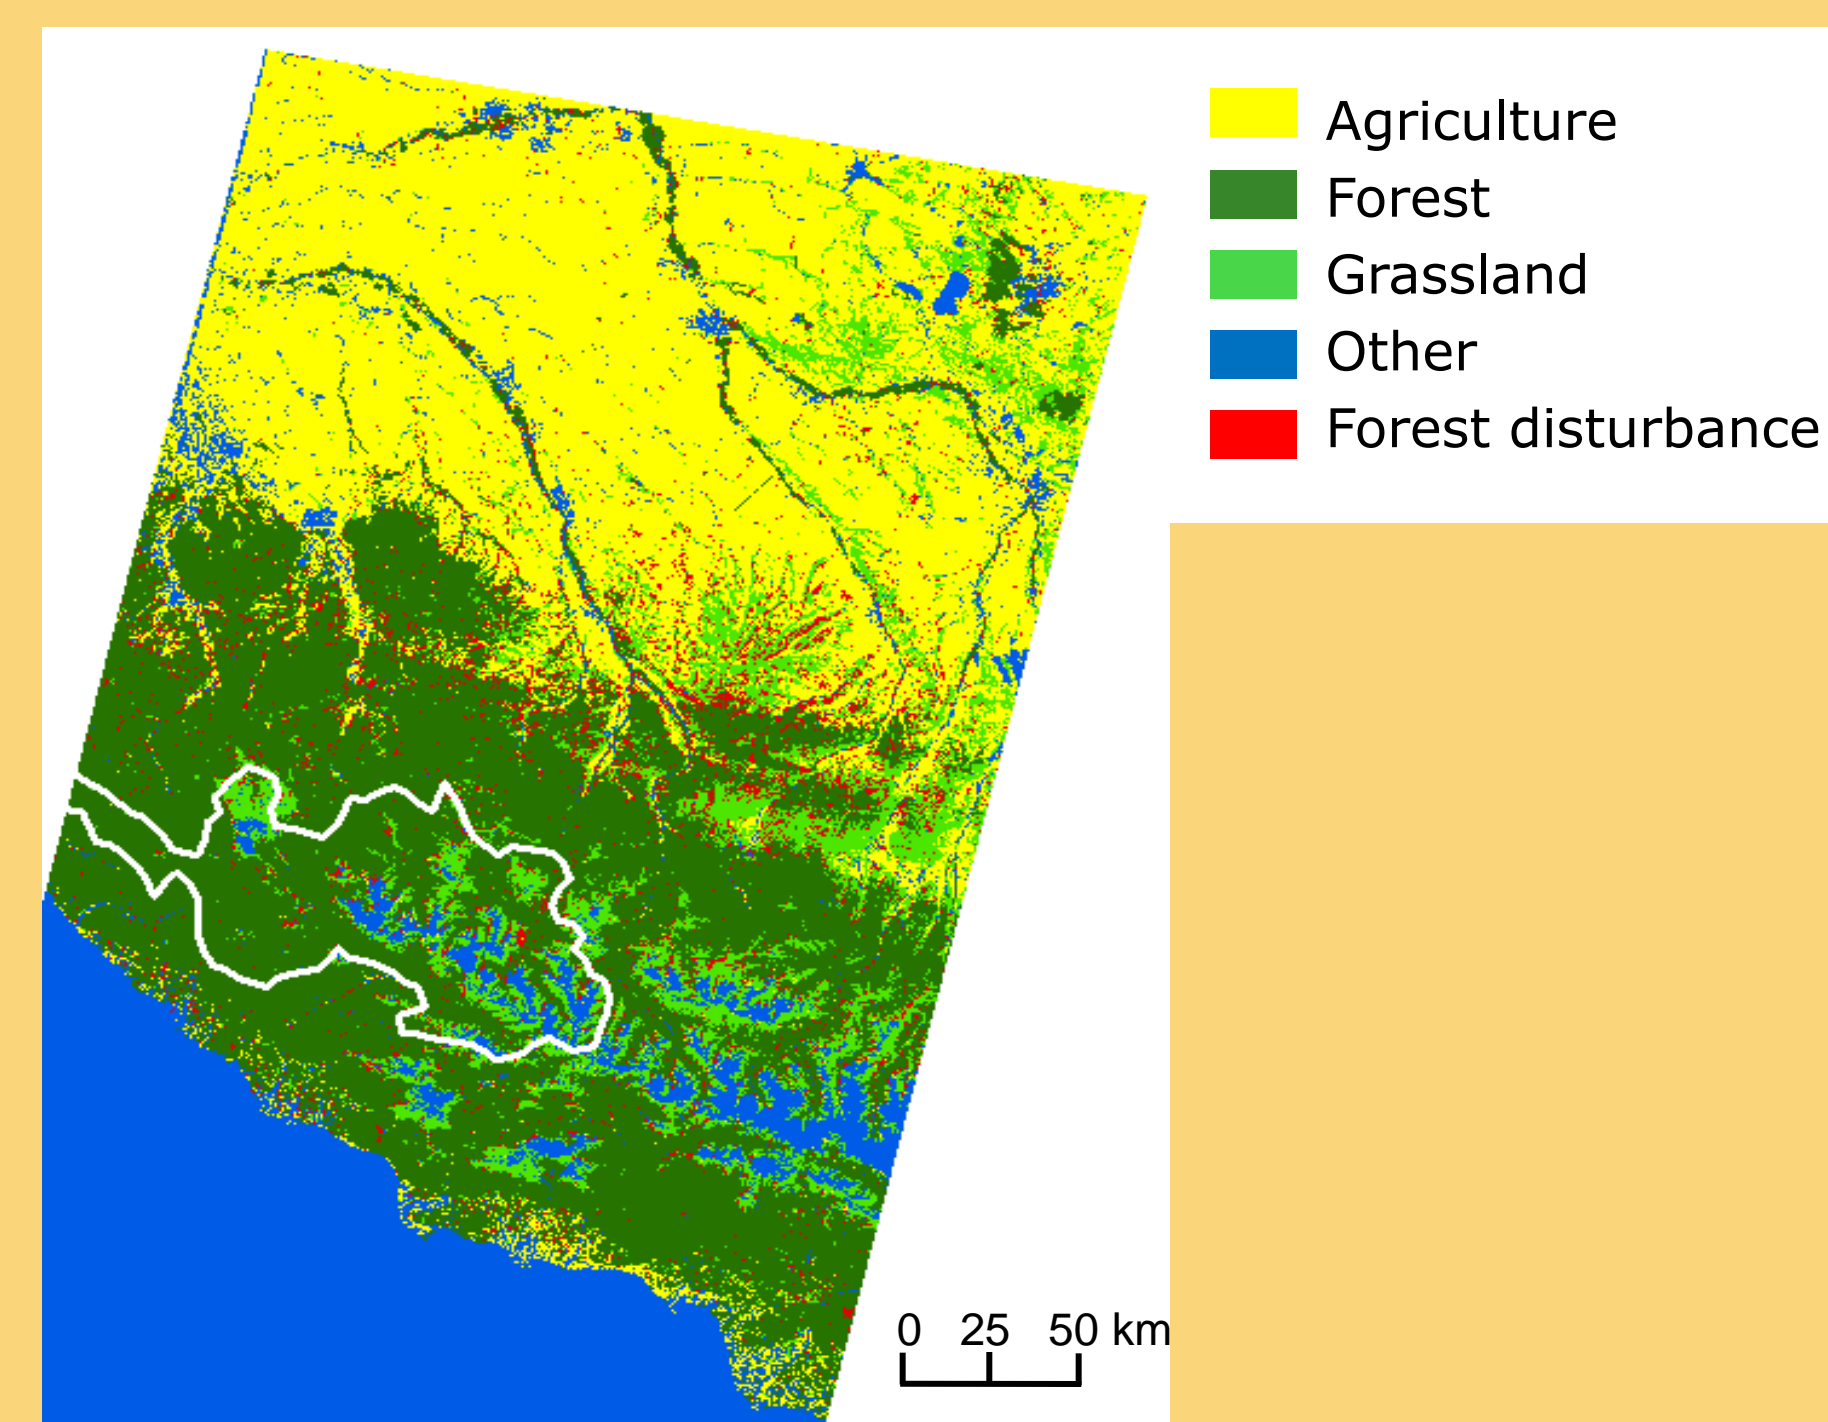 Agriculture
Forest
Grassland
Other
Forest disturbance
0 25 50 km